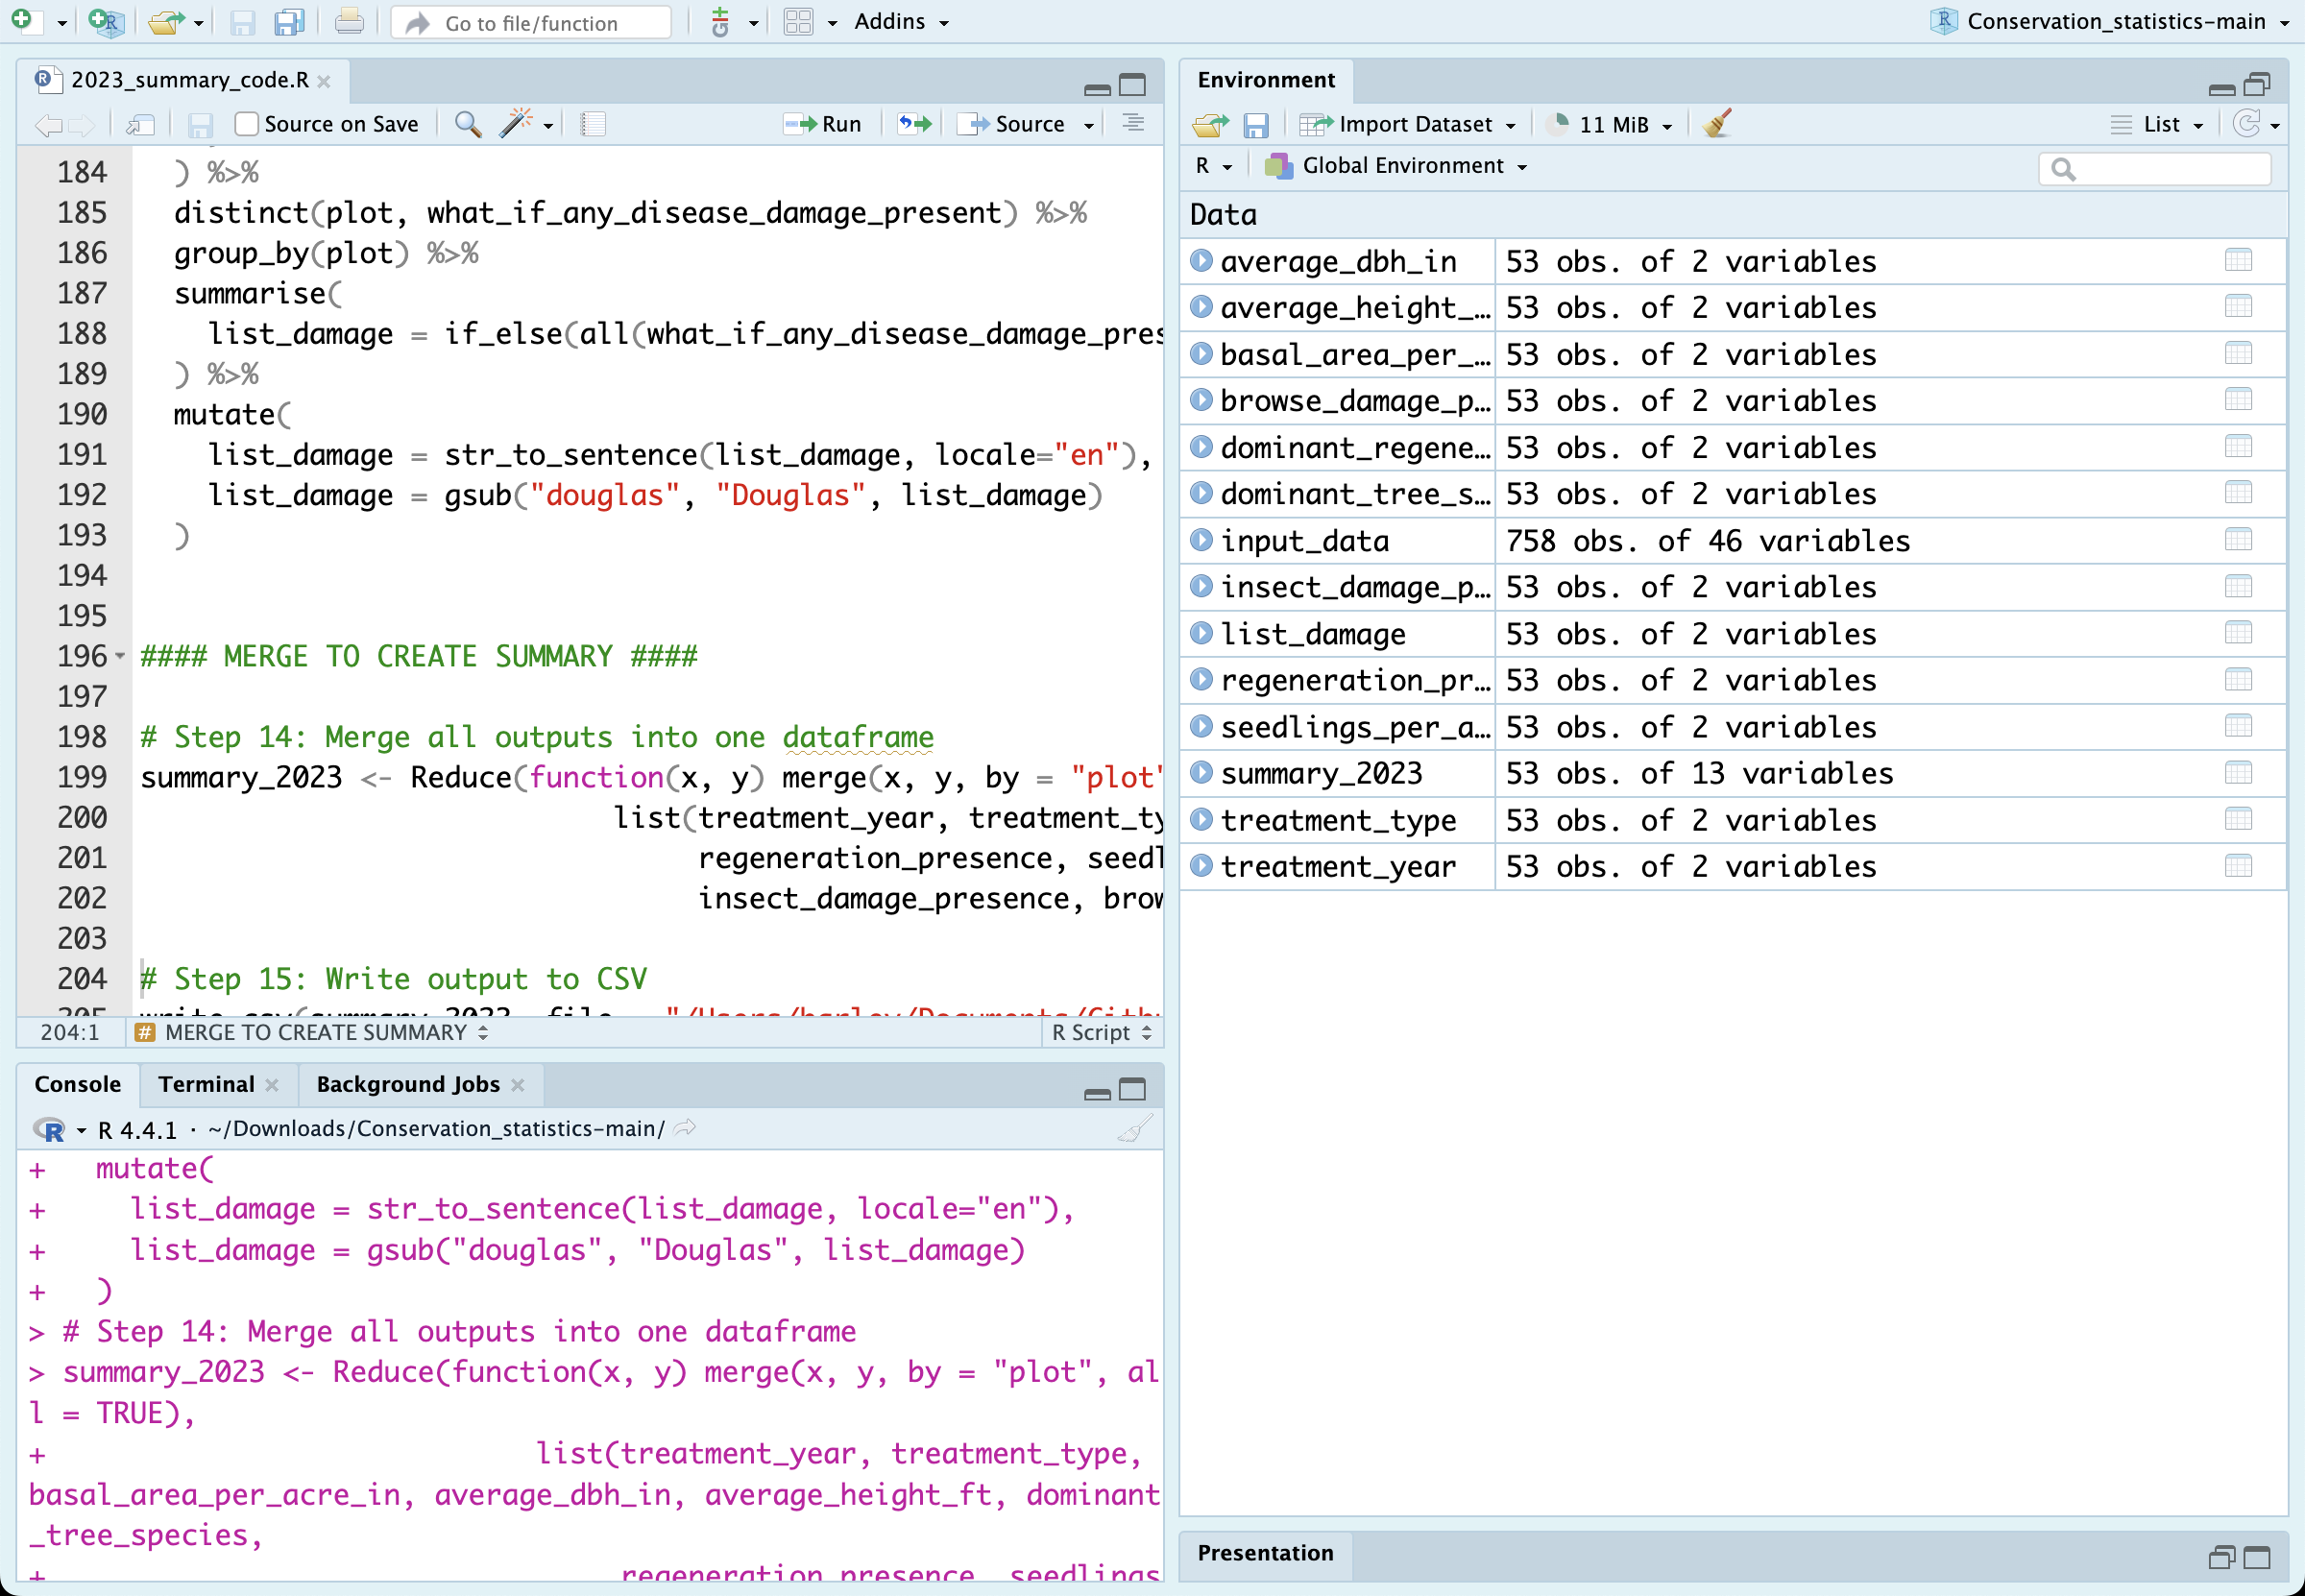 Go to file/function
Addins
Conservation_statistics-main
2023_summary_code.R
Source on Save
Run
Source
184 ) %>%
185 distinct(plot, what_if_any_disease_damage_present) %>%
186 group_by(plot) %>%
187 summarise(
188 list_damage = if_else(all(what_if_any_disease_damage_pres
189 ) %>%
190 mutate(
191 list_damage = str_to_sentence(list_damage, locale="en"),
192 list_damage = gsub("douglas", "Douglas", list_damage)
193 )
194
195
196 #### MERGE TO CREATE SUMMARY ####
197
198 # Step 14: Merge all outputs into one dataframe
199 summary_2023 <- Reduce(function(x, y) merge(x, y, by = "plot"
200 list(treatment_year, treatment_ty
201 regeneration_presence, seedl
202 insect_damage_presence, brow
203
204 # Step 15: Write output to CSV
205 write_csv(summary_2023, file "/Users/harley/Documents/Githu
204:1 MERGE TO CREATE SUMMARY R Script
Console Terminal Background Jobs
R 4.4.1 · ~/Downloads/Conservation_statistics-main/
+ mutate(
+ list_damage = str_to_sentence(list_damage, locale="en"),
+ list_damage = gsub("douglas", "Douglas", list_damage)
+ )
> # Step 14: Merge all outputs into one dataframe
> summary_2023 <- Reduce(function(x, y) merge(x, y, by = "plot", al
l = TRUE),
+ list(treatment_year, treatment_type,
basal_area_per_acre_in, average_dbh_in, average_height_ft, dominant
_tree_species,
+ regeneration_presence, seedlings
Environment
Import Dataset
11 MiB
List
R
Global Environment
Data
average_dbh_in 53 obs. of 2 variables
average_height_… 53 obs. of 2 variables
basal_area_per_… 53 obs. of 2 variables
browse_damage_p… 53 obs. of 2 variables
dominant_regene… 53 obs. of 2 variables
dominant_tree_s… 53 obs. of 2 variables
input_data 758 obs. of 46 variables
insect_damage_p… 53 obs. of 2 variables
list_damage 53 obs. of 2 variables
regeneration_pr… 53 obs. of 2 variables
seedlings_per_a… 53 obs. of 2 variables
summary_2023 53 obs. of 13 variables
treatment_type 53 obs. of 2 variables
treatment_year 53 obs. of 2 variables
Presentation